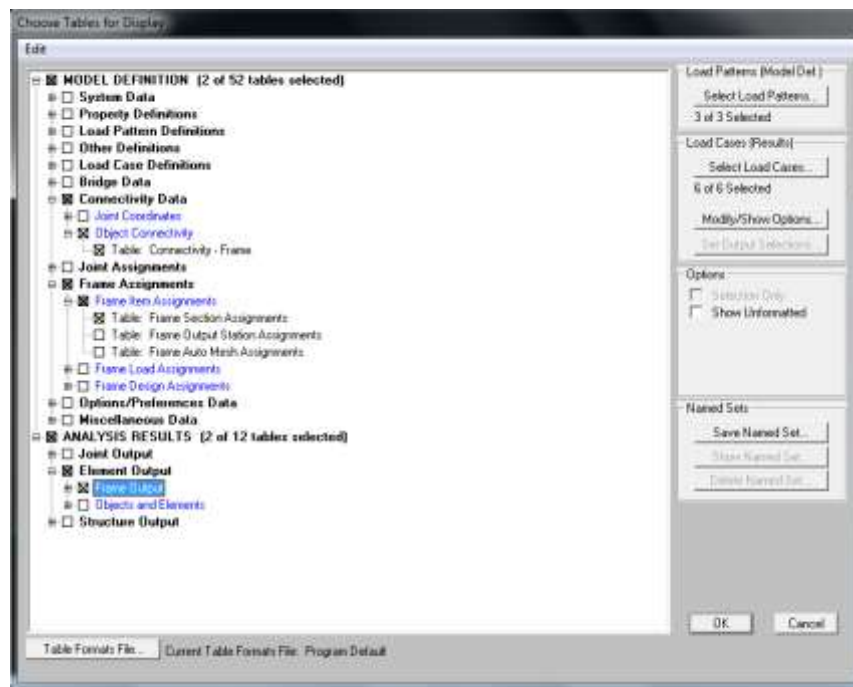 Choose Tables for Display
Edit
MODEL DEFINITION (2 of 52 tables selected)
System Data
Property Definitions
Load Pattern Definitions
Other Definitions
Load Case Definitions
Bridge Data
Connectivity Data
Joint Coordinates
Object Connectivity
Table: Connectivity - Frame
Joint Assignments
Frame Assignments
Frame Item Assignments
Table: Frame Section Assignments
Table: Frame Output Station Assignments
Table: Frame Auto Mesh Assignments
Frame Load Assignments
Frame Design Assignments
Options/Preferences Data
Miscellaneous Data
ANALYSIS RESULTS (2 of 12 tables selected)
Joint Output
Element Output
Frame Output
Objects and Elements
Structure Output
Load Patterns (Model Def.)
Select Load Patterns...
3 of 3 Selected
Load Cases (Results)
Select Load Cases...
6 of 6 Selected
Modify/Show Options...
Set Output Selections...
Options
Selection Only
Show Unformatted
Named Sets
Save Named Set...
Show Named Set...
Delete Named Set...
OK
Cancel
Table Formats File...
Current Table Formats File: Program Default